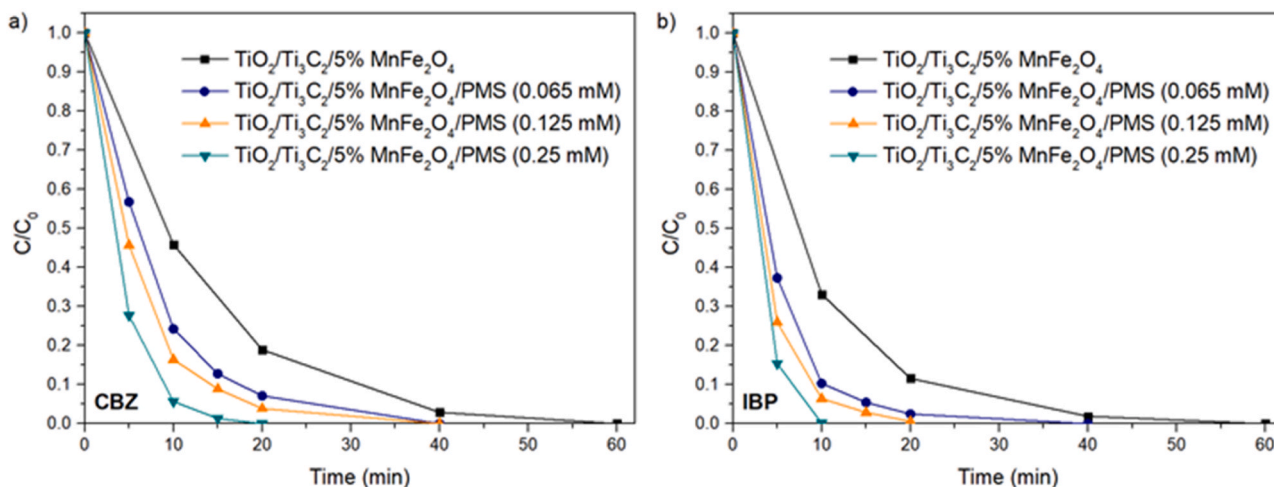 a)
1.0
0.9
0.8
0.7
0.6
0.5
0.4
0.3
0.2
0.1
0.0
C/C₀
TiO₂/Ti₃C₂/5% MnFe₂O₄
TiO₂/Ti₃C₂/5% MnFe₂O₄/PMS (0.065 mM)
TiO₂/Ti₃C₂/5% MnFe₂O₄/PMS (0.125 mM)
TiO₂/Ti₃C₂/5% MnFe₂O₄/PMS (0.25 mM)
CBZ
0 10 20 30 40 50 60
Time (min)
b)
1.0
0.9
0.8
0.7
0.6
0.5
0.4
0.3
0.2
0.1
0.0
C/C₀
TiO₂/Ti₃C₂/5% MnFe₂O₄
TiO₂/Ti₃C₂/5% MnFe₂O₄/PMS (0.065 mM)
TiO₂/Ti₃C₂/5% MnFe₂O₄/PMS (0.125 mM)
TiO₂/Ti₃C₂/5% MnFe₂O₄/PMS (0.25 mM)
IBP
0 10 20 30 40 50 60
Time (min)